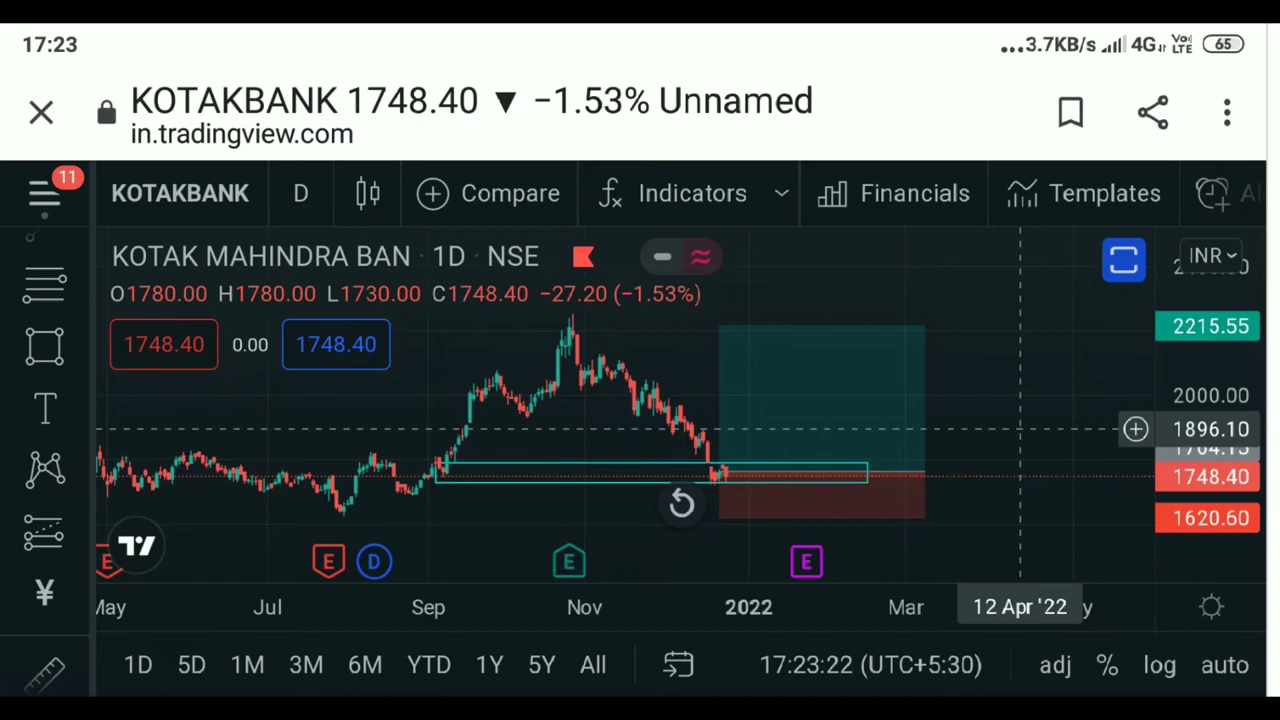 17:23
...3.7KB/s 4G Vo) LTE 65
KOTAKBANK 1748.40 ▼ −1.53% Unnamed
in.tradingview.com
11
KOTAKBANK D Compare Indicators Financials Templates
KOTAK MAHINDRA BAN · 1D · NSE
INR
O1780.00 H1780.00 L1730.00 C1748.40 −27.20 (−1.53%)
2215.55
1748.40 0.00 1748.40
2000.00
1896.10
1748.40
1620.60
E E D E E
May Jul Sep Nov 2022 Mar 12 Apr '22
1D 5D 1M 3M 6M YTD 1Y 5Y All 17:23:22 (UTC+5:30) adj % log auto